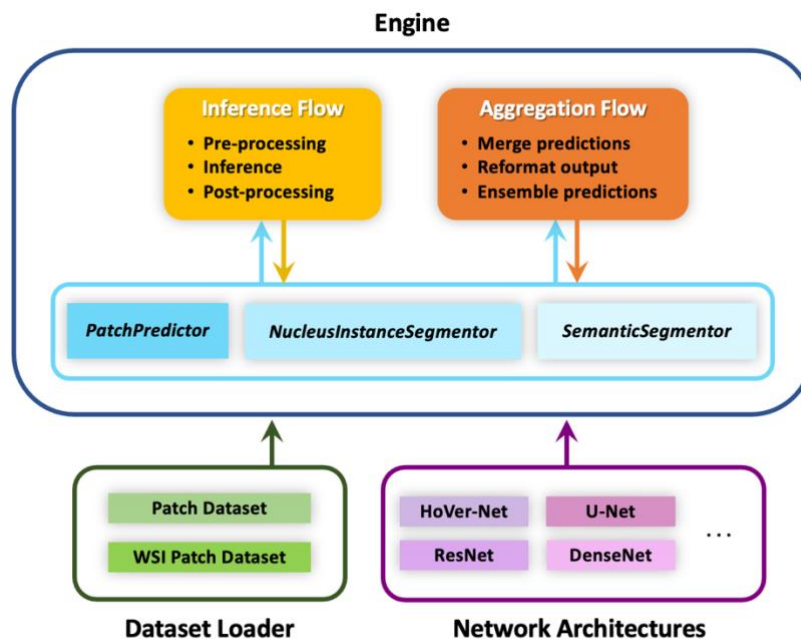 Engine
Inference Flow
• Pre-processing
• Inference
• Post-processing
Aggregation Flow
• Merge predictions
• Reformat output
• Ensemble predictions
PatchPredictor
NucleusInstanceSegmentor
SemanticSegmentor
Patch Dataset
WSI Patch Dataset
HoVer-Net
U-Net
ResNet
DenseNet
...
Dataset Loader
Network Architectures